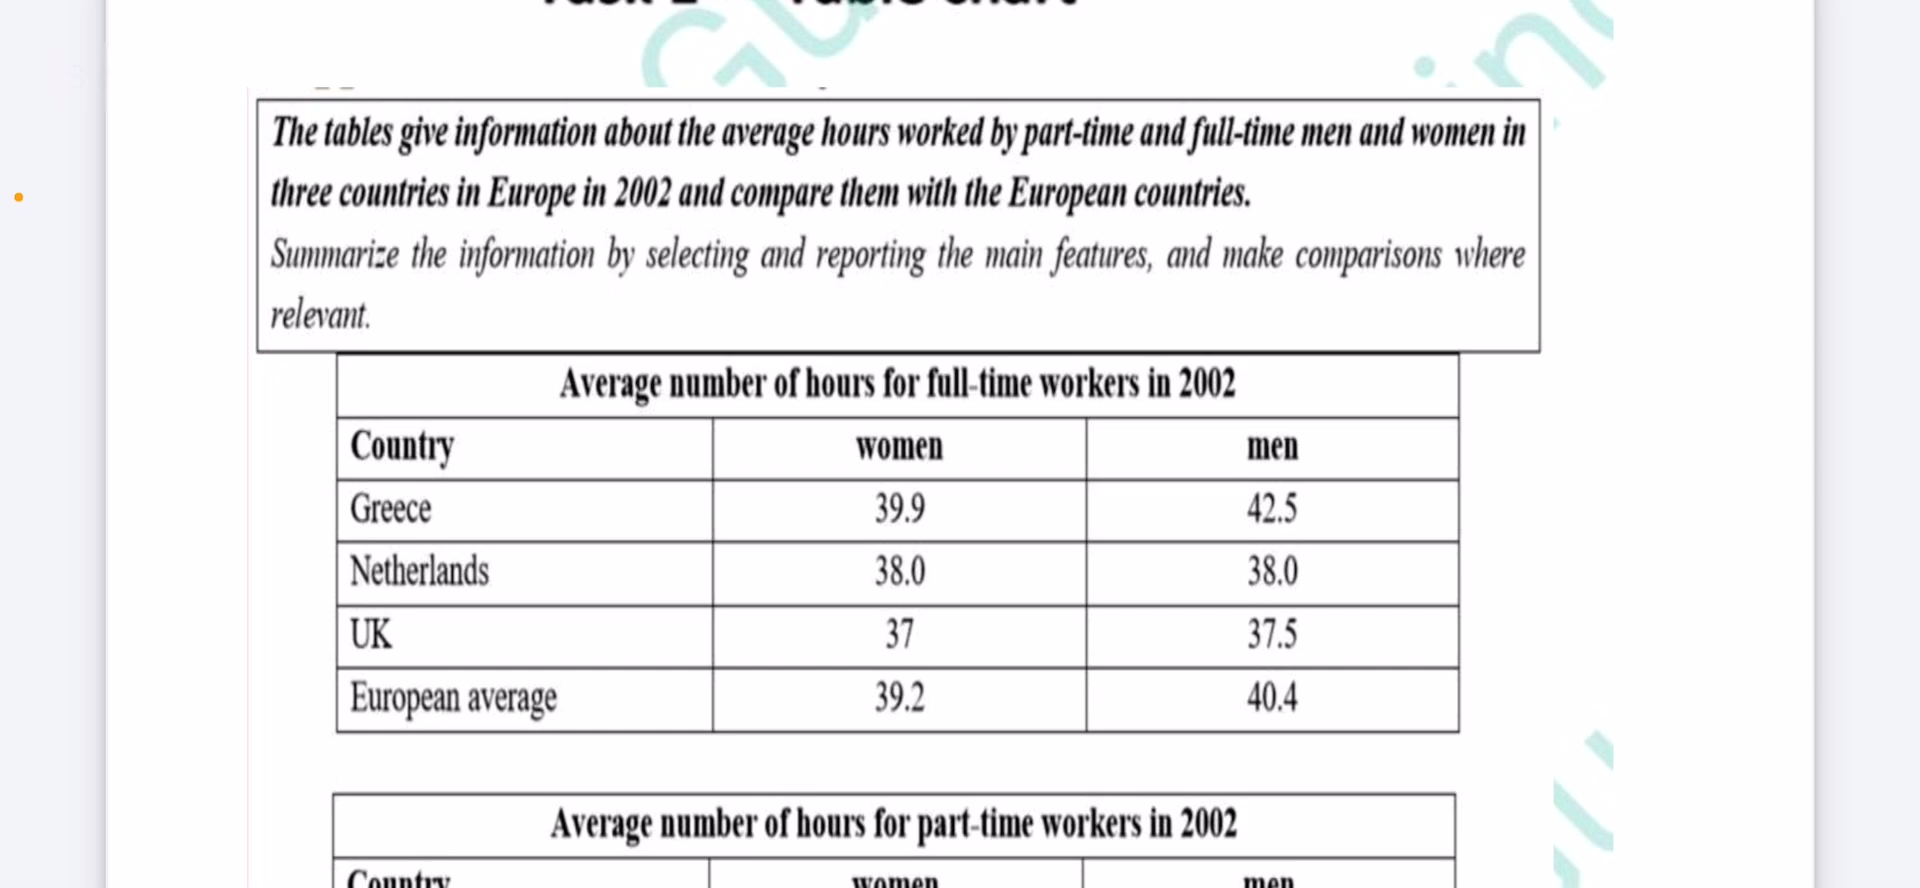 The tables give information about the average hours worked by part-time and full-time men and women in
three countries in Europe in 2002 and compare them with the European countries.
Summarize the information by selecting and reporting the main features, and make comparisons where
relevant.
Average number of hours for full-time workers in 2002
Country women men
Greece 39.9 42.5
Netherlands 38.0 38.0
UK 37 37.5
European average 39.2 40.4
Average number of hours for part-time workers in 2002
Country women men